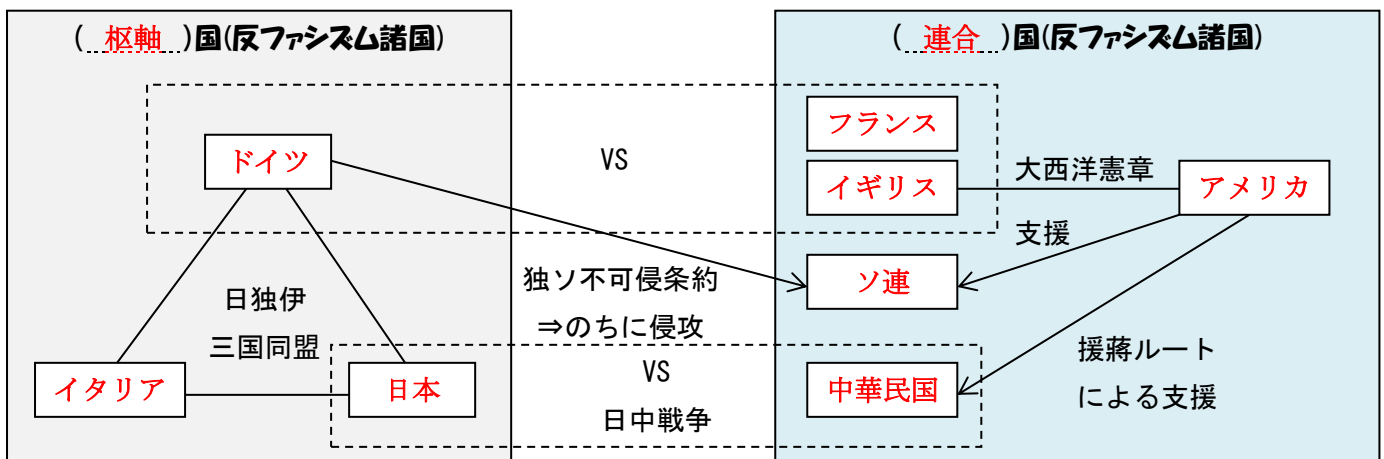 (枢軸)国(反ファシズム諸国)
ドイツ
日独伊
三国同盟
イタリア
日本
VS
独ソ不可侵条約
⇒のちに侵攻
VS
日中戦争
(連合)国(反ファシズム諸国)
フランス
イギリス
大西洋憲章
アメリカ
支援
ソ連
中華民国
援蔣ルート
による支援